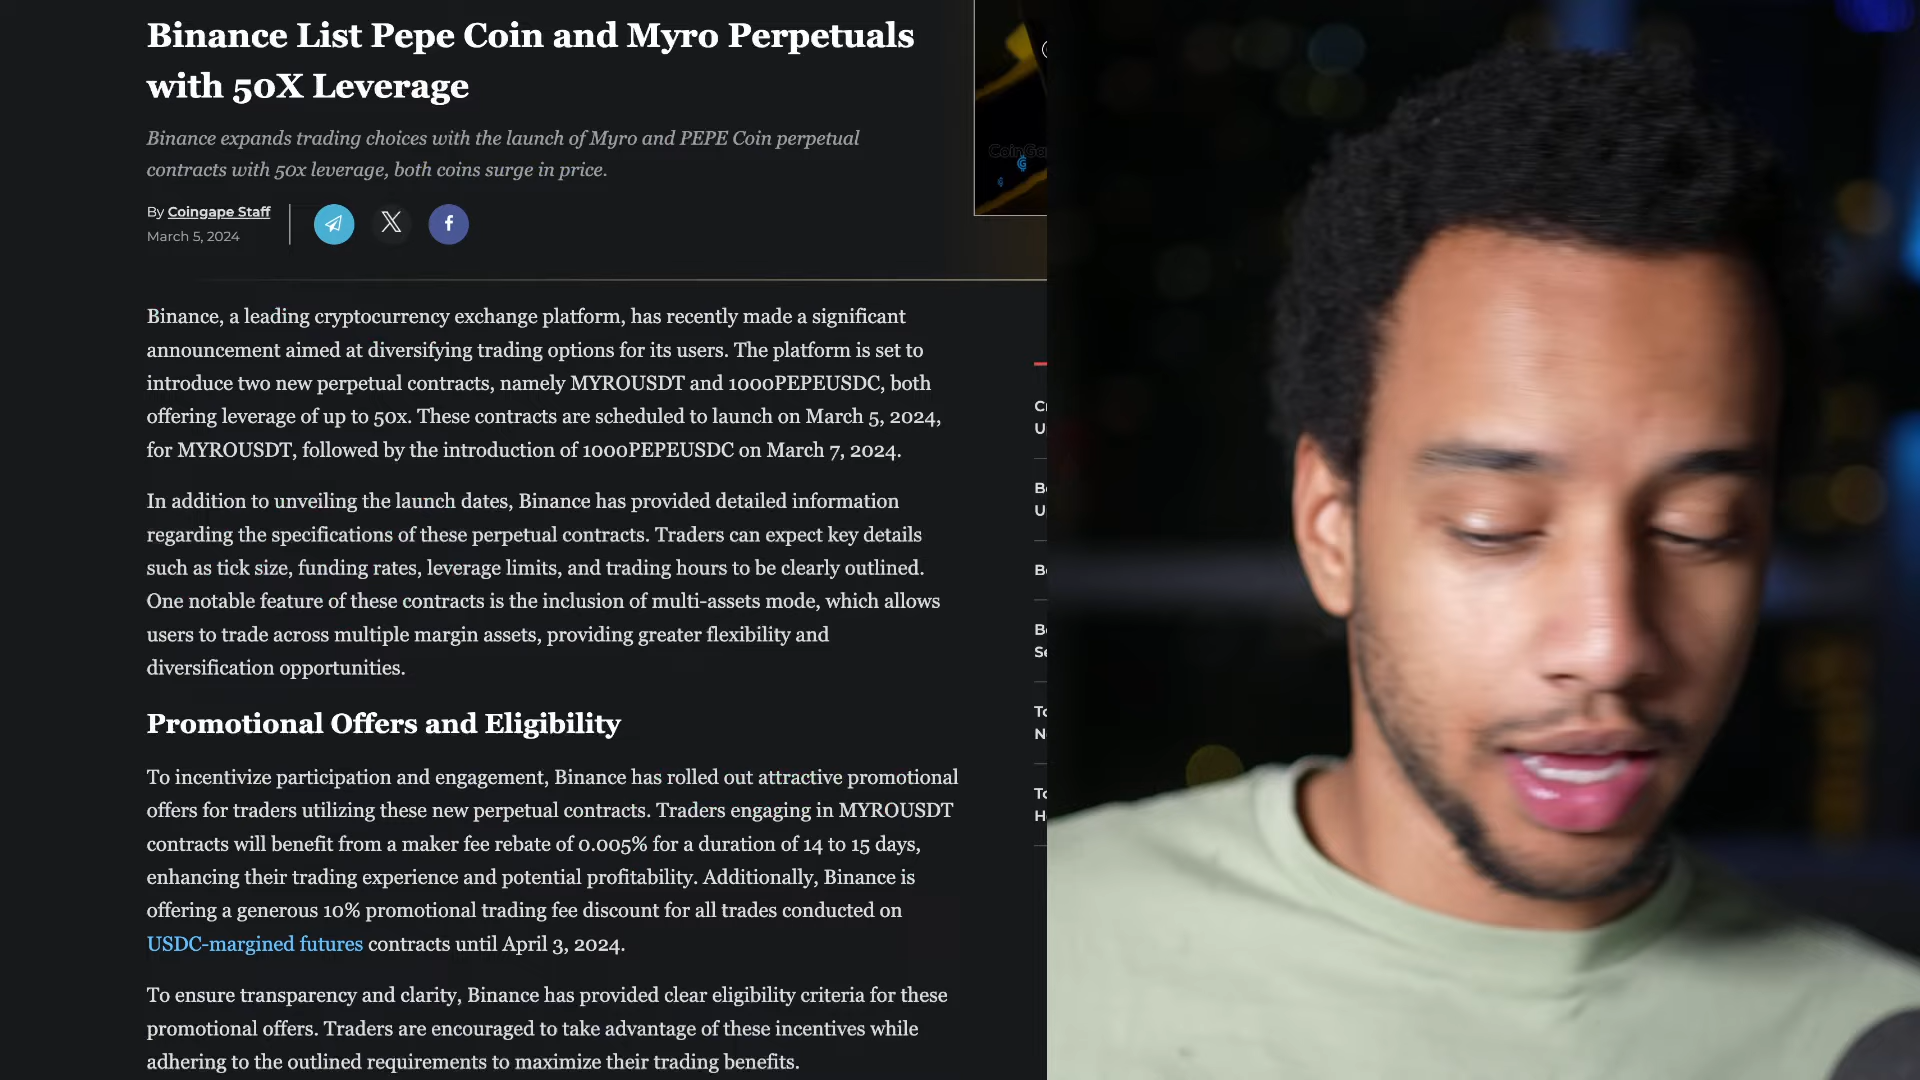 Binance List Pepe Coin and Myro Perpetuals
with 50X Leverage
Binance expands trading choices with the launch of Myro and PEPE Coin perpetual
contracts with 50x leverage, both coins surge in price.
By Coingape Staff
March 5, 2024
Binance, a leading cryptocurrency exchange platform, has recently made a significant
announcement aimed at diversifying trading options for its users. The platform is set to
introduce two new perpetual contracts, namely MYROUSDT and 1000PEPEUSDC, both
offering leverage of up to 50x. These contracts are scheduled to launch on March 5, 2024,
for MYROUSDT, followed by the introduction of 1000PEPEUSDC on March 7, 2024.
In addition to unveiling the launch dates, Binance has provided detailed information
regarding the specifications of these perpetual contracts. Traders can expect key details
such as tick size, funding rates, leverage limits, and trading hours to be clearly outlined.
One notable feature of these contracts is the inclusion of multi-assets mode, which allows
users to trade across multiple margin assets, providing greater flexibility and
diversification opportunities.
Promotional Offers and Eligibility
To incentivize participation and engagement, Binance has rolled out attractive promotional
offers for traders utilizing these new perpetual contracts. Traders engaging in MYROUSDT
contracts will benefit from a maker fee rebate of 0.005% for a duration of 14 to 15 days,
enhancing their trading experience and potential profitability. Additionally, Binance is
offering a generous 10% promotional trading fee discount for all trades conducted on
USDC-margined futures contracts until April 3, 2024.
To ensure transparency and clarity, Binance has provided clear eligibility criteria for these
promotional offers. Traders are encouraged to take advantage of these incentives while
adhering to the outlined requirements to maximize their trading benefits.